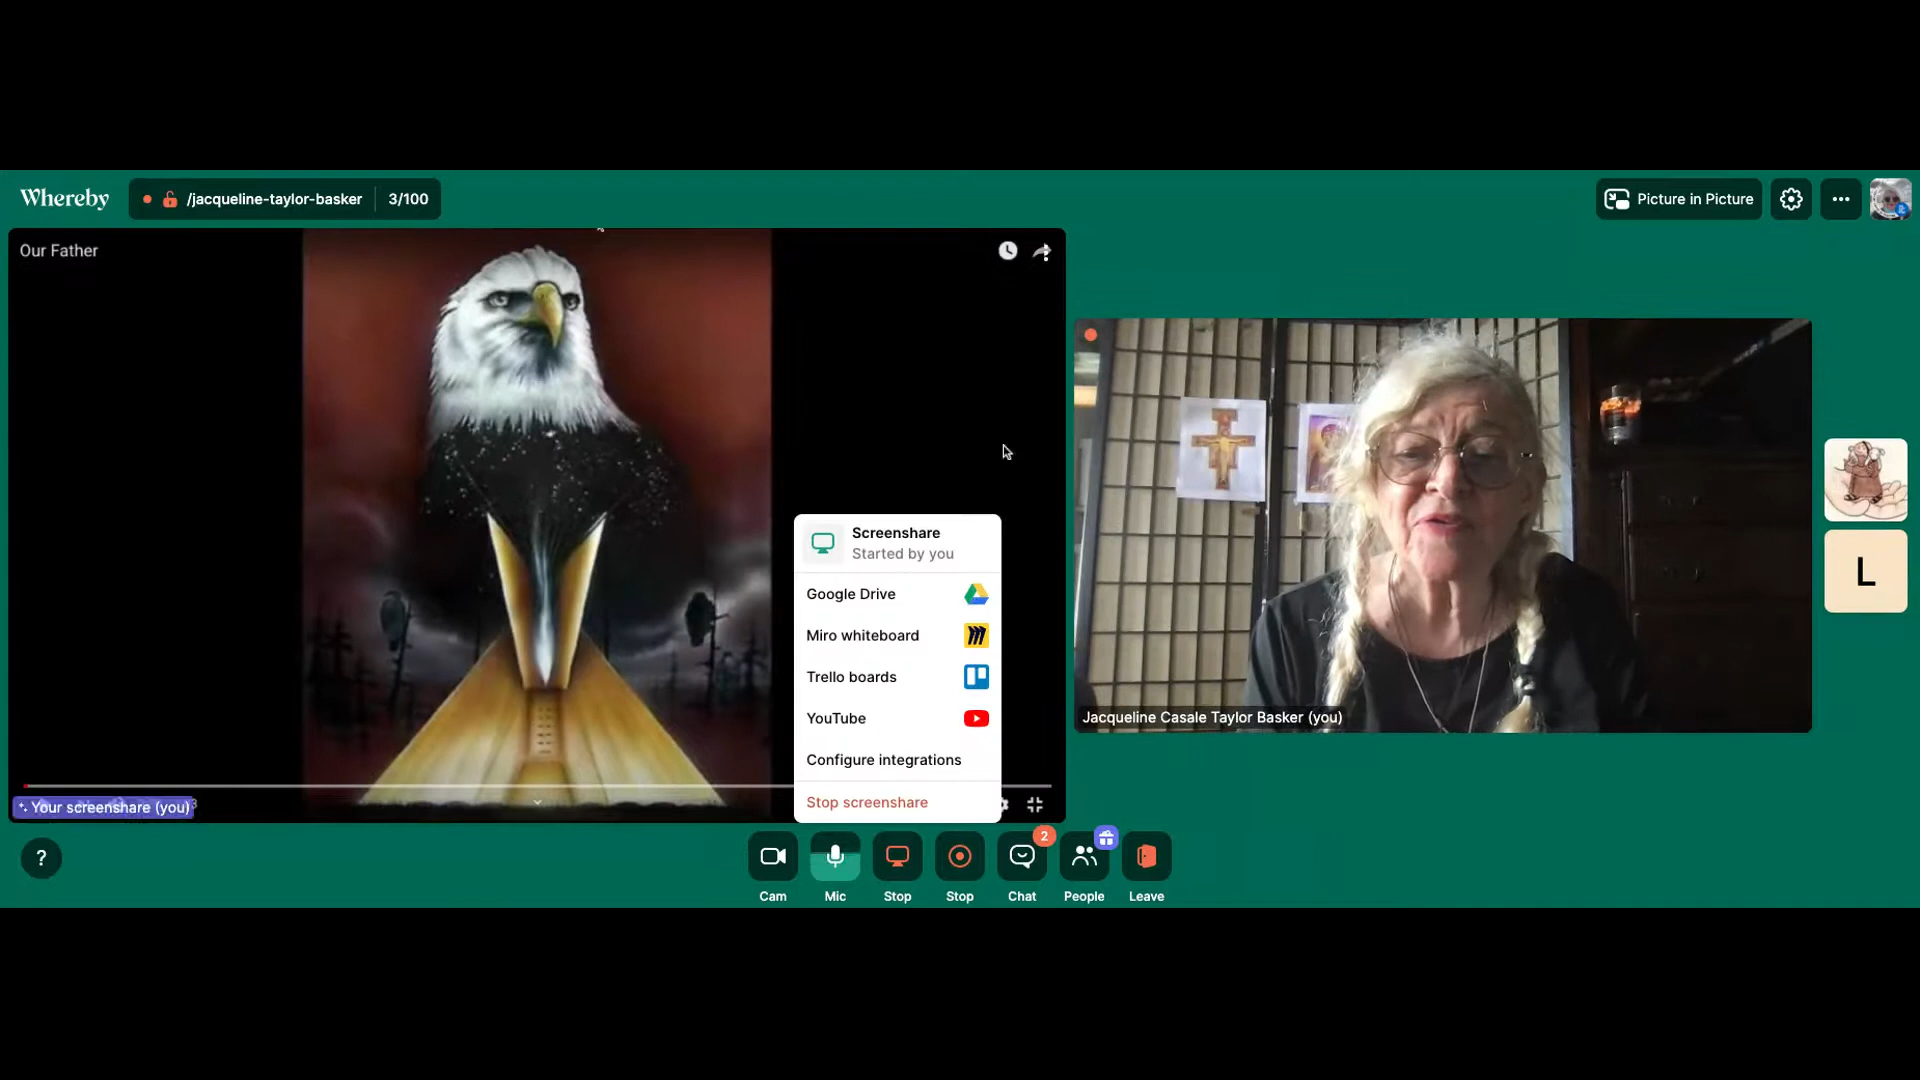 Whereby
/jacqueline-taylor-basker
3/100
Picture in Picture
Our Father
Screenshare
Started by you
Google Drive
Miro whiteboard
Trello boards
YouTube
Configure integrations
Stop screenshare
Your screenshare (you)
Jacqueline Casale Taylor Basker (you)
L
?
2
Cam
Mic
Stop
Stop
Chat
People
Leave